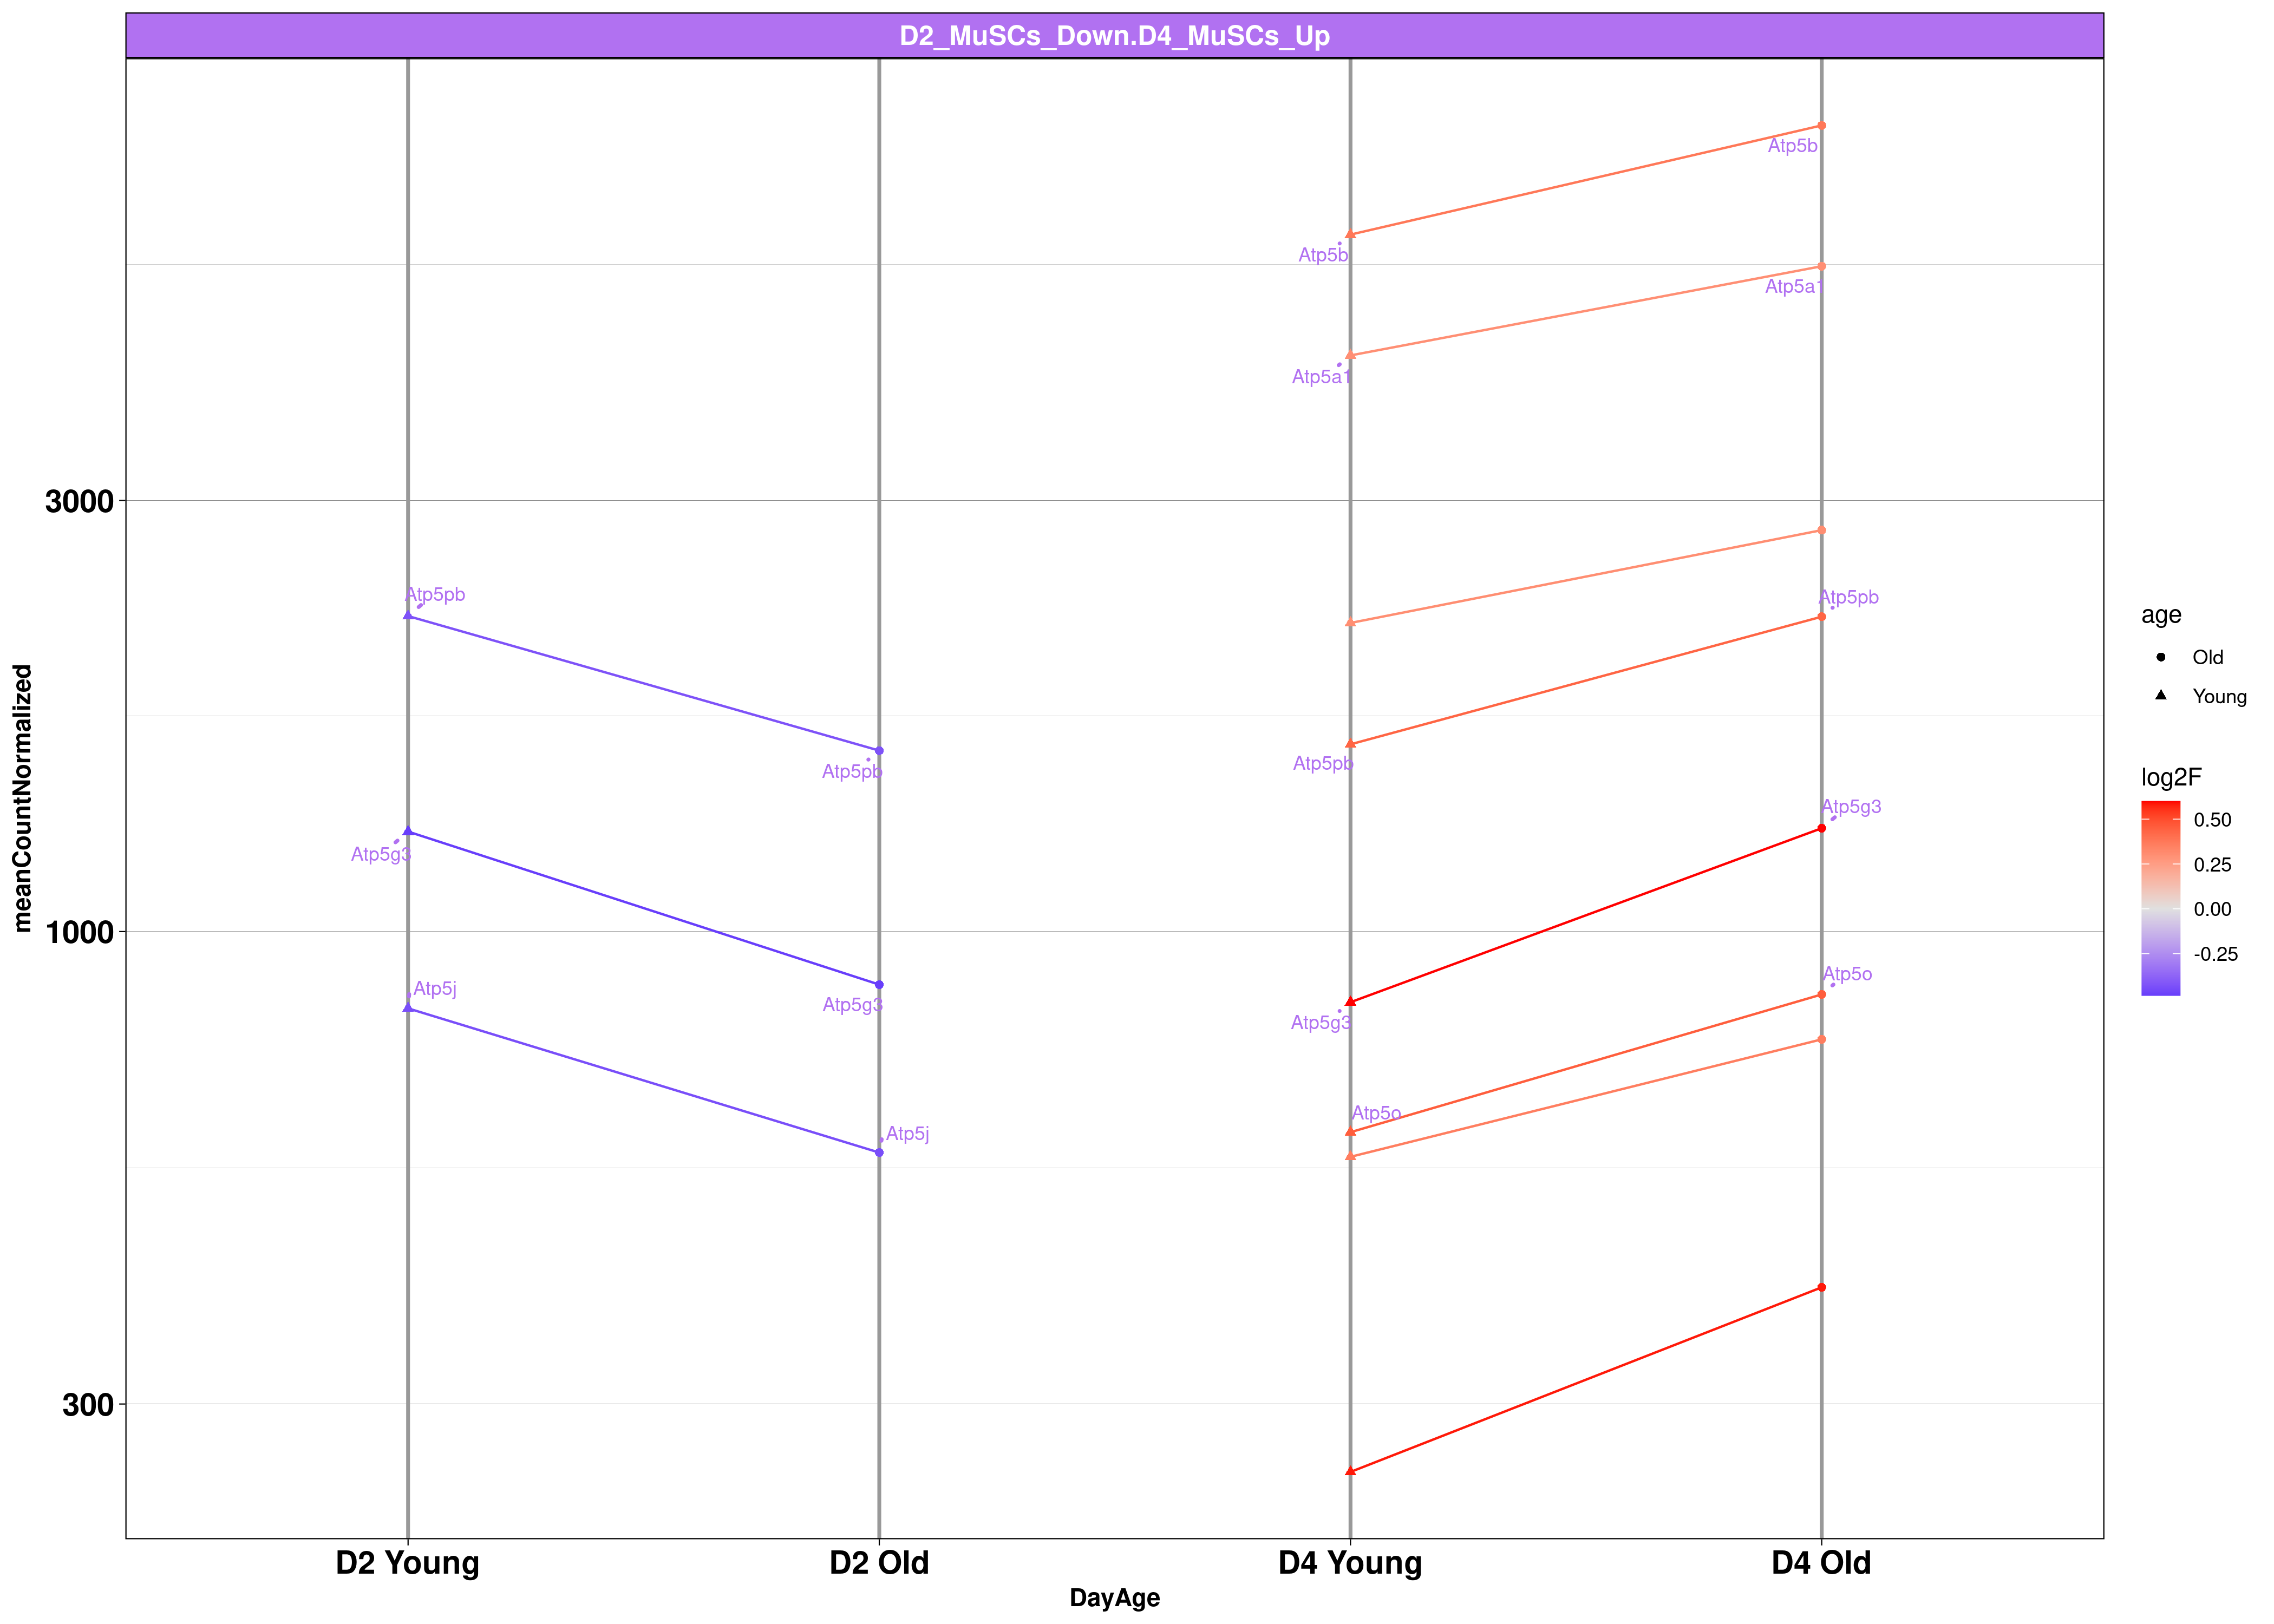 D2_MuSCs_Down.D4_MuSCs_Up
Atp5b
Atp5b
Atp5a1
Atp5a1
3000
Atp5pb
Atp5pb
Atp5pb
Atp5pb
Atp5g3
Atp5g3
1000
Atp5o
Atp5j
Atp5g3
Atp5g3
Atp5o
Atp5j
300
meanCountNormalized
D2 Young
D2 Old
D4 Young
D4 Old
DayAge
age
Old
Young
log2F
0.50
0.25
0.00
-0.25